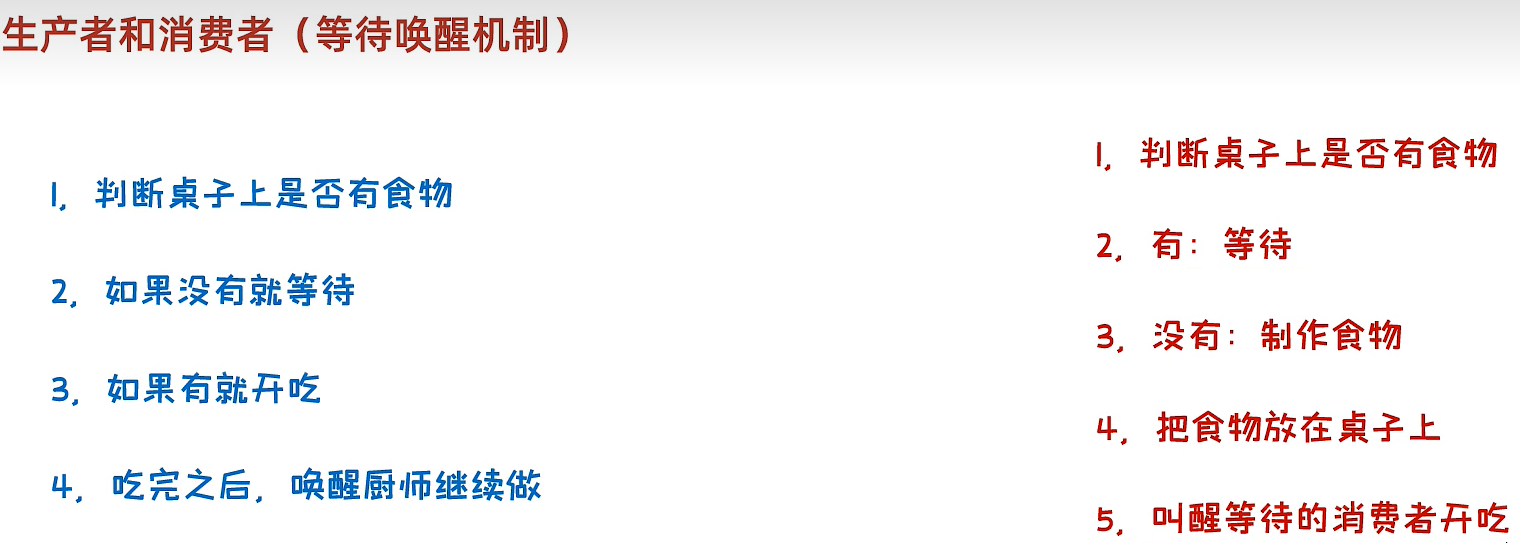 生产者和消费者（等待唤醒机制）
1, 判断桌子上是否有食物
2, 如果没有就等待
3, 如果有就开吃
4, 吃完之后, 唤醒厨师继续做
1, 判断桌子上是否有食物
2, 有: 等待
3, 没有: 制作食物
4, 把食物放在桌子上
5, 叫醒等待的消费者开吃